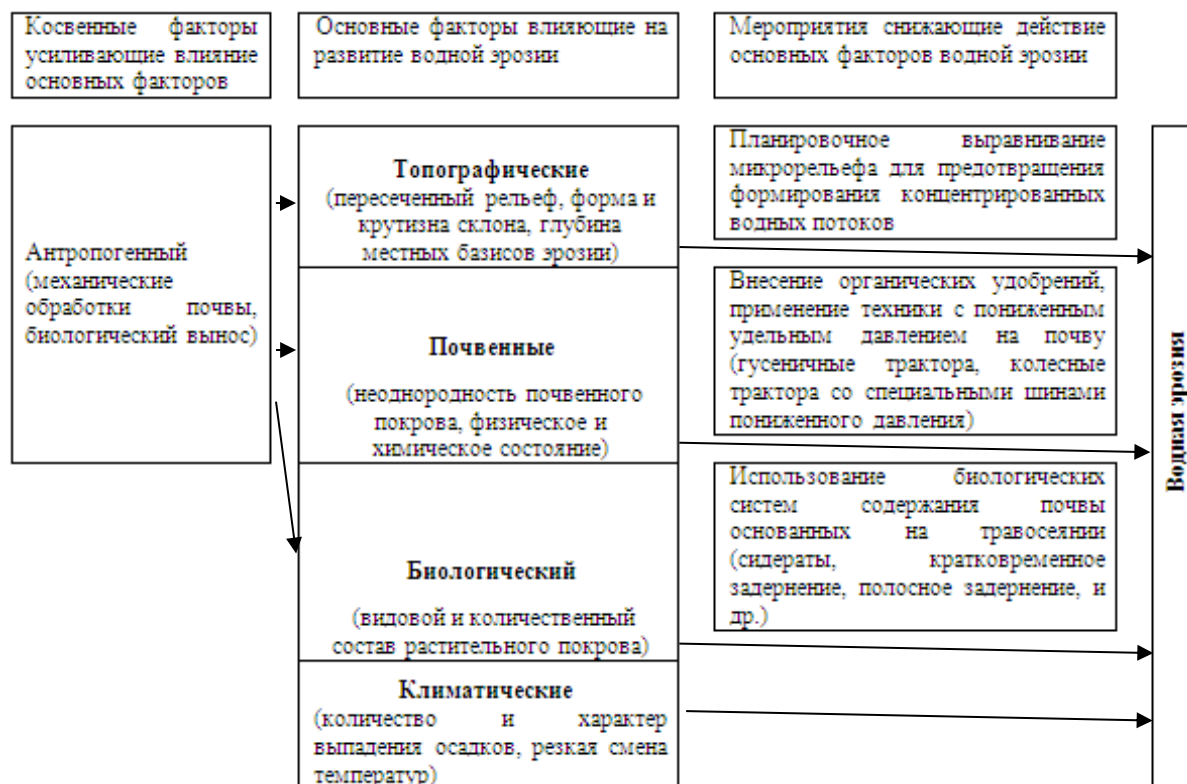 Косвенные факторы
усиливающие влияние
основных факторов
Основные факторы влияющие на
развитие водной эрозии
Мероприятия снижающие действие
основных факторов водной эрозии
Антропогенный
(механические
обработки почвы,
биологический вынос)
Топографические
(пересеченный рельеф, форма и
крутизна склона, глубина
местных базисов эрозии)
Почвенные
(неоднородность почвенного
покрова, физическое и
химическое состояние)
Биологический
(видовой и количественный
состав растительного покрова)
Климатические
(количество и характер
выпадения осадков, резкая смена
температур)
Планировочное выравнивание
микрорельефа для предотвращения
формирования концентрированных
водных потоков
Внесение органических удобрений,
применение техники с пониженным
удельным давлением на почву
(гусеничные трактора, колесные
трактора со специальными шинами
пониженного давления)
Использование биологических
систем содержания почвы
основанных на травосеянии
(сидераты, кратковременное
задернение, полосное задернение, и
др.)
Водная эрозия